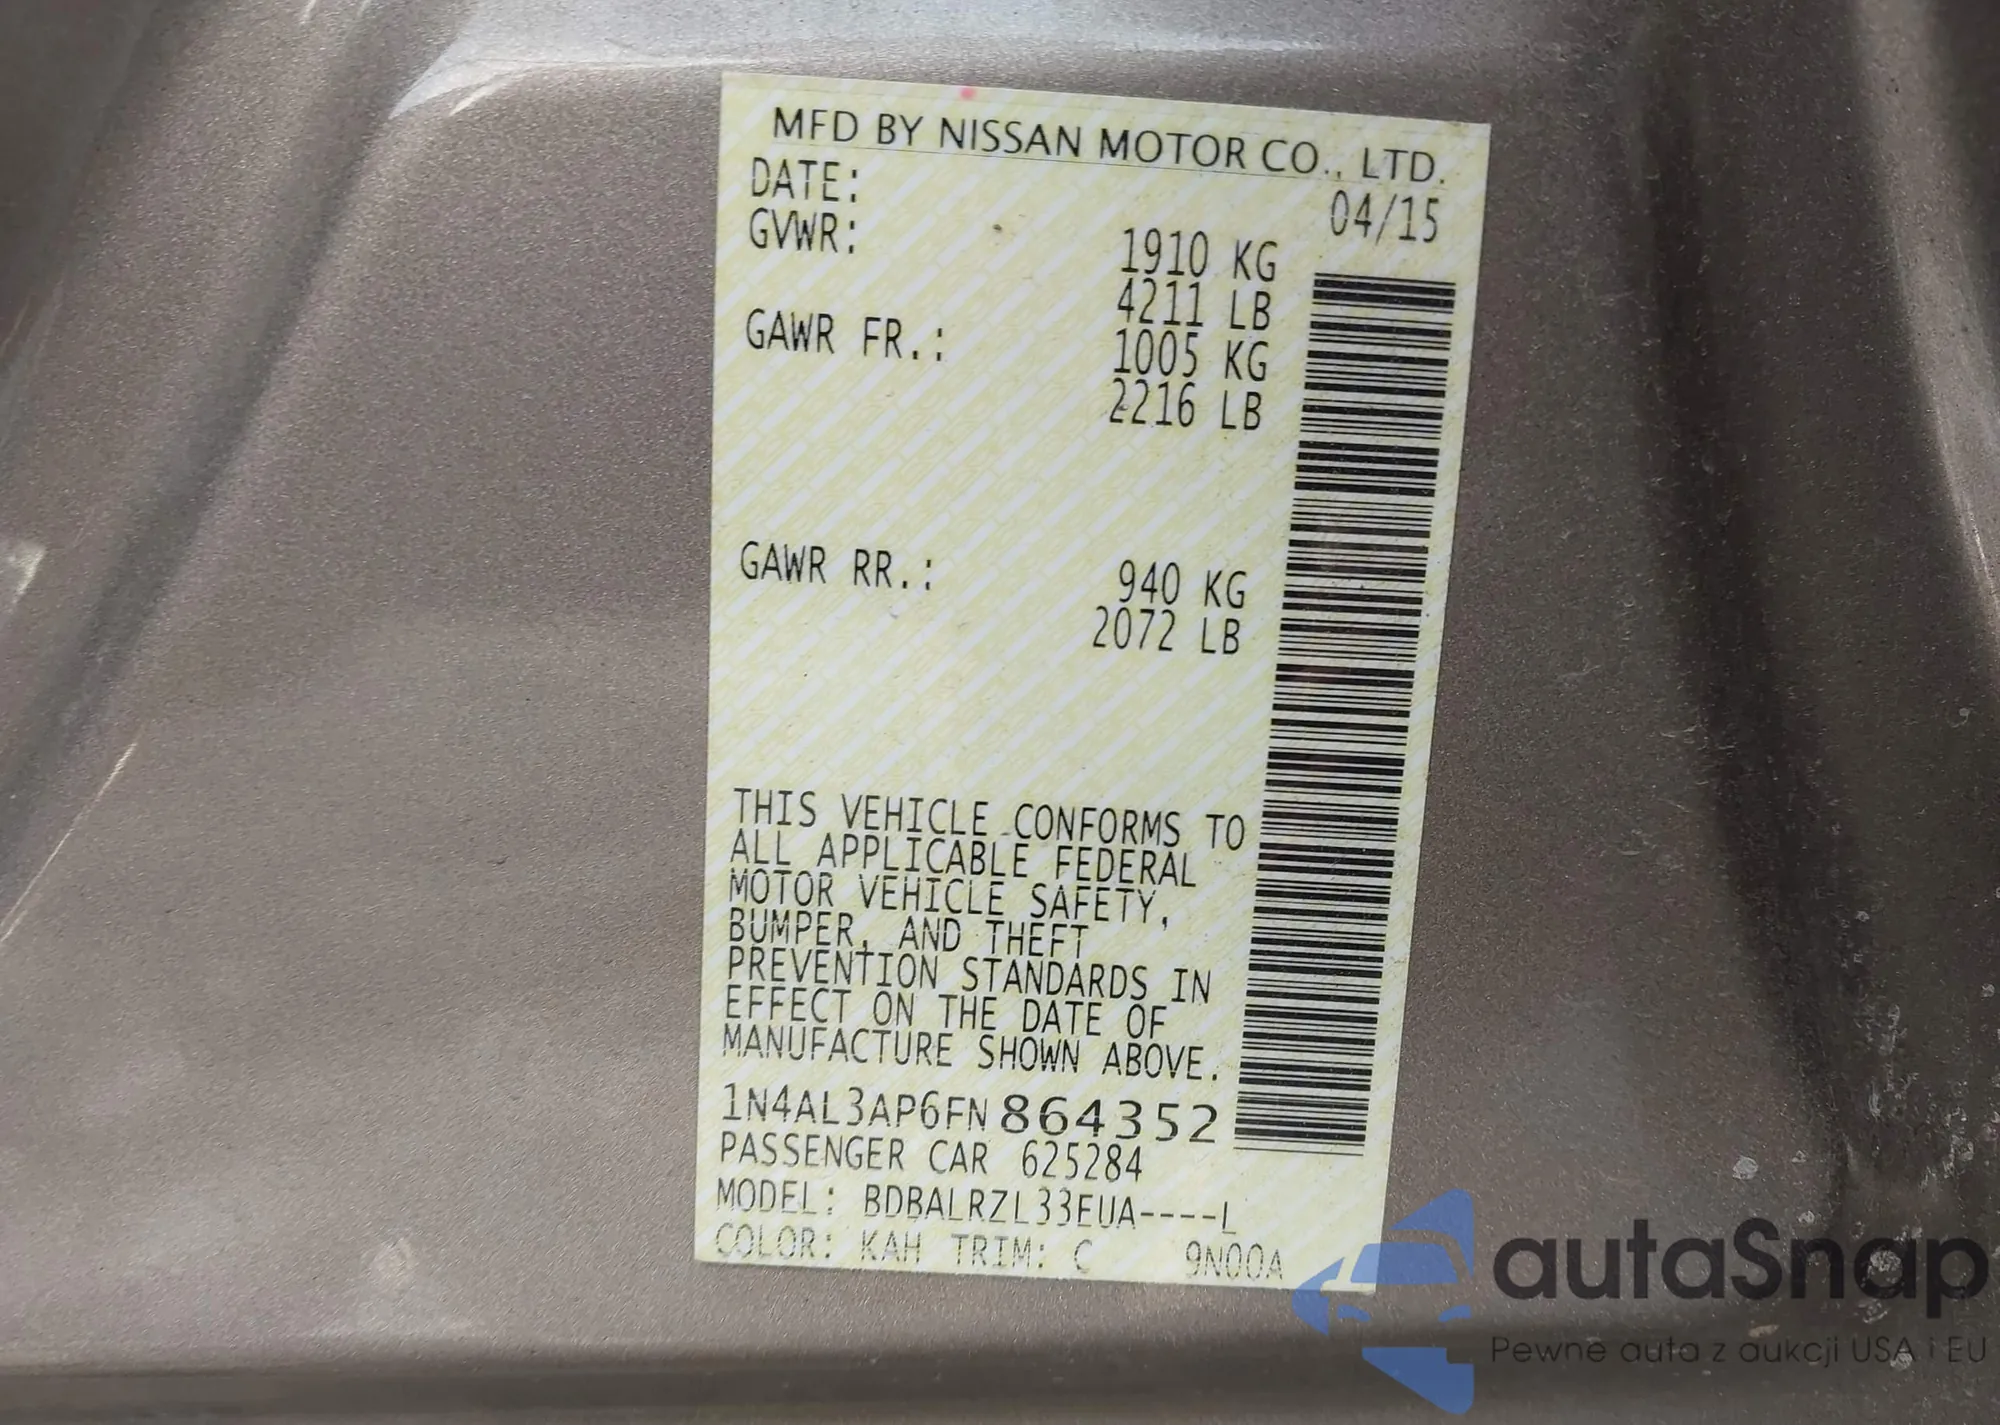 MFD BY NISSAN MOTOR CO., LTD.
DATE: 04/15
GVWR: 1910 KG
4211 LB
GAWR FR.: 1005 KG
2216 LB
GAWR RR.: 940 KG
2072 LB
THIS VEHICLE CONFORMS TO
ALL APPLICABLE FEDERAL
MOTOR VEHICLE SAFETY,
BUMPER, AND THEFT
PREVENTION STANDARDS IN
EFFECT ON THE DATE OF
MANUFACTURE SHOWN ABOVE.
1N4AL3AP6FN864352
PASSENGER CAR 625284
MODEL: BDBALRZL33EUA----L
COLOR: KAH TRIM: C 9N00A
autaSnap
Pewne auta z aukcji USA i EU